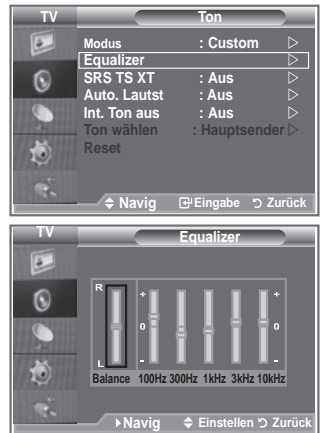 TV Ton
Modus : Custom
Equalizer
SRS TS XT : Aus
Auto. Lautst : Aus
Int. Ton aus : Aus
Ton wählen : Hauptsender
Reset
Navig Eingabe Zurück
TV Equalizer
R + +
0 0
L - -
Balance 100Hz 300Hz 1kHz 3kHz 10kHz
Navig Einstellen Zurück